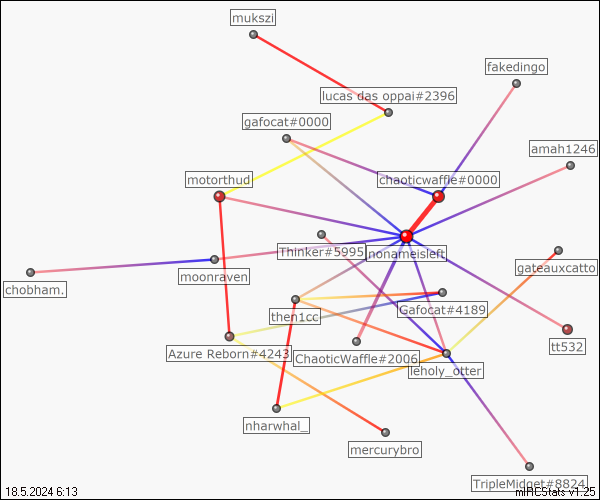 mukszi
fakedingo
lucas das oppai#2396
gafocat#0000
amah1246
motorthud
chaoticwaffle#0000
Thinker#5995
nonameisleft
gateauxcatto
moonraven
chobham.
then1cc
Gafocat#4189
tt532
Azure Reborn#4243
ChaoticWaffle#2006
leholy_otter
nharwhal_
mercurybro
TripleMidget#8824
18.5.2024 6:13
mIRCStats v1.25